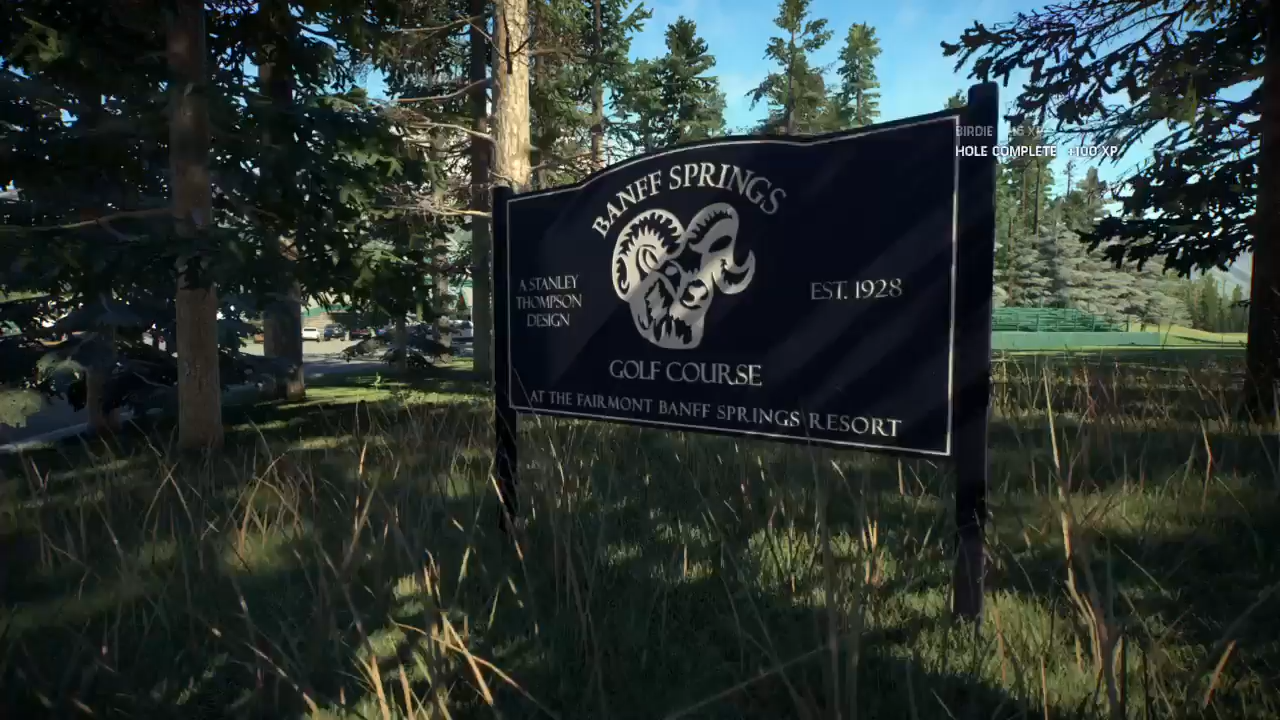 BIRDIE
HOLE COMPLETE +100 XP
BANFF SPRINGS
A STANLEY
THOMPSON
DESIGN
EST. 1928
GOLF COURSE
AT THE FAIRMONT BANFF SPRINGS RESORT